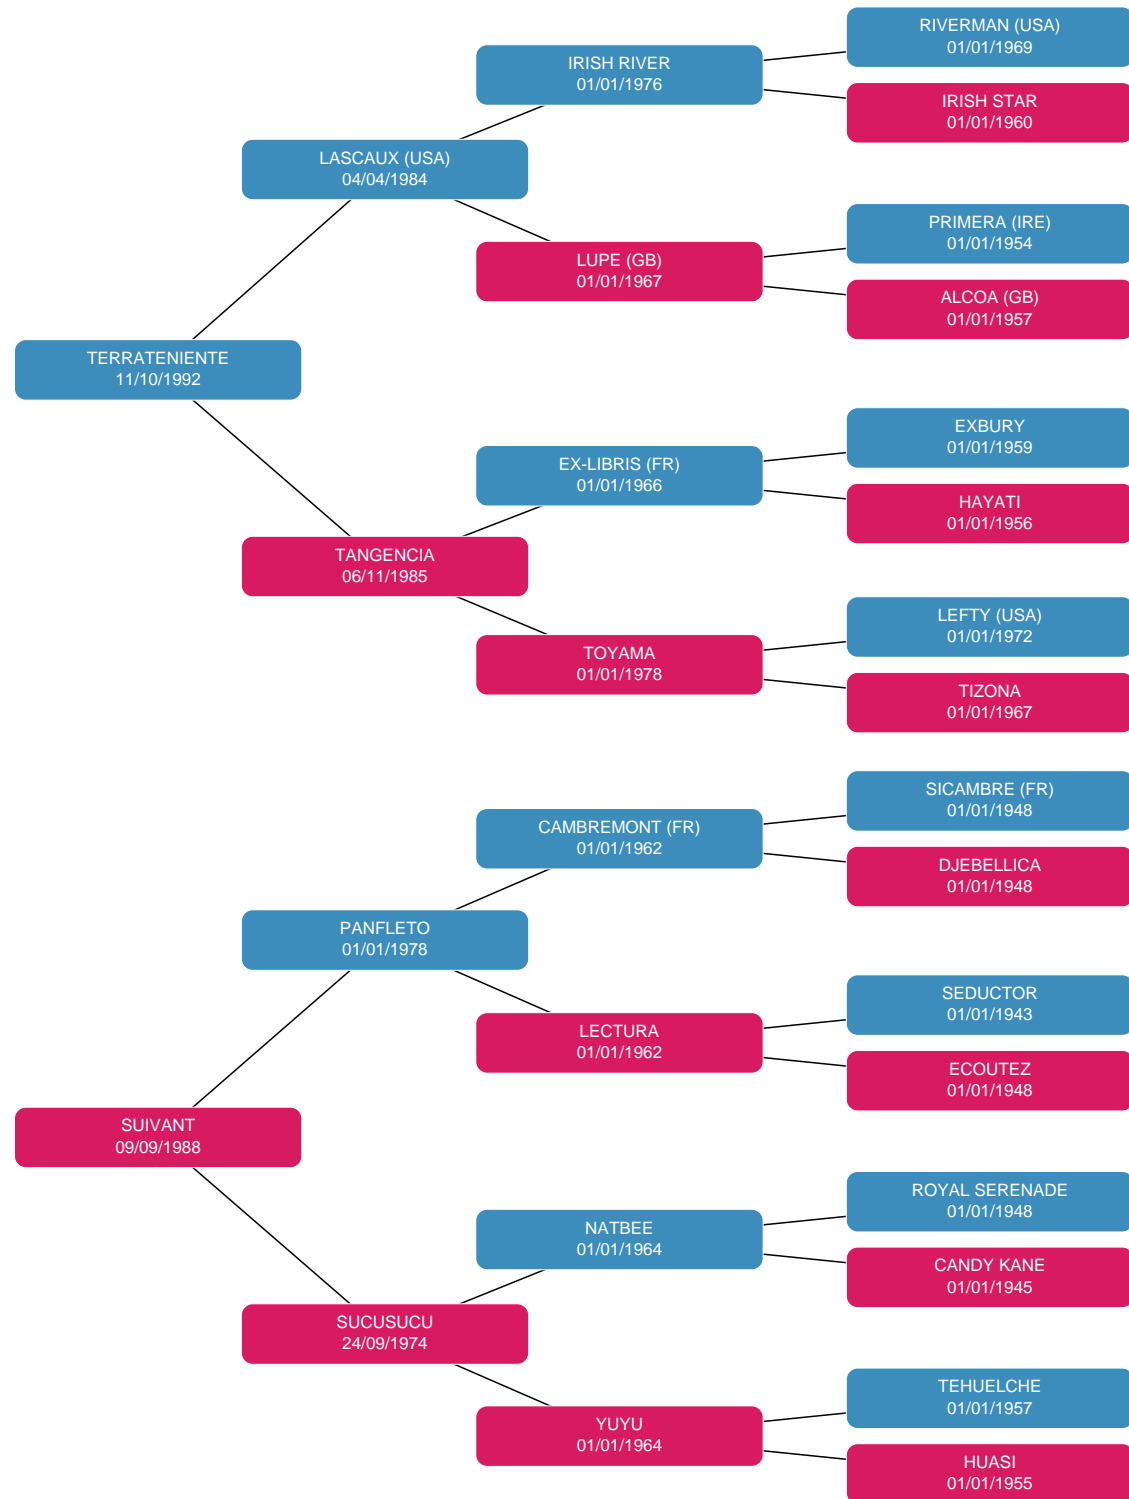 RIVERMAN (USA)
01/01/1969
IRISH RIVER
01/01/1976
IRISH STAR
01/01/1960
LASCAUX (USA)
04/04/1984
PRIMERA (IRE)
01/01/1954
LUPE (GB)
01/01/1967
ALCOA (GB)
01/01/1957
TERRATENIENTE
11/10/1992
EXBURY
01/01/1959
EX-LIBRIS (FR)
01/01/1966
HAYATI
01/01/1956
TANGENCIA
06/11/1985
LEFTY (USA)
01/01/1972
TOYAMA
01/01/1978
TIZONA
01/01/1967
SICAMBRE (FR)
01/01/1948
CAMBREMONT (FR)
01/01/1962
DJEBELLICA
01/01/1948
PANFLETO
01/01/1978
SEDUCTOR
01/01/1943
LECTURA
01/01/1962
ECOUTEZ
01/01/1948
SUIVANT
09/09/1988
ROYAL SERENADE
01/01/1948
NATBEE
01/01/1964
CANDY KANE
01/01/1945
SUCUSUCU
24/09/1974
TEHUELCHE
01/01/1957
YUYU
01/01/1964
HUASI
01/01/1955